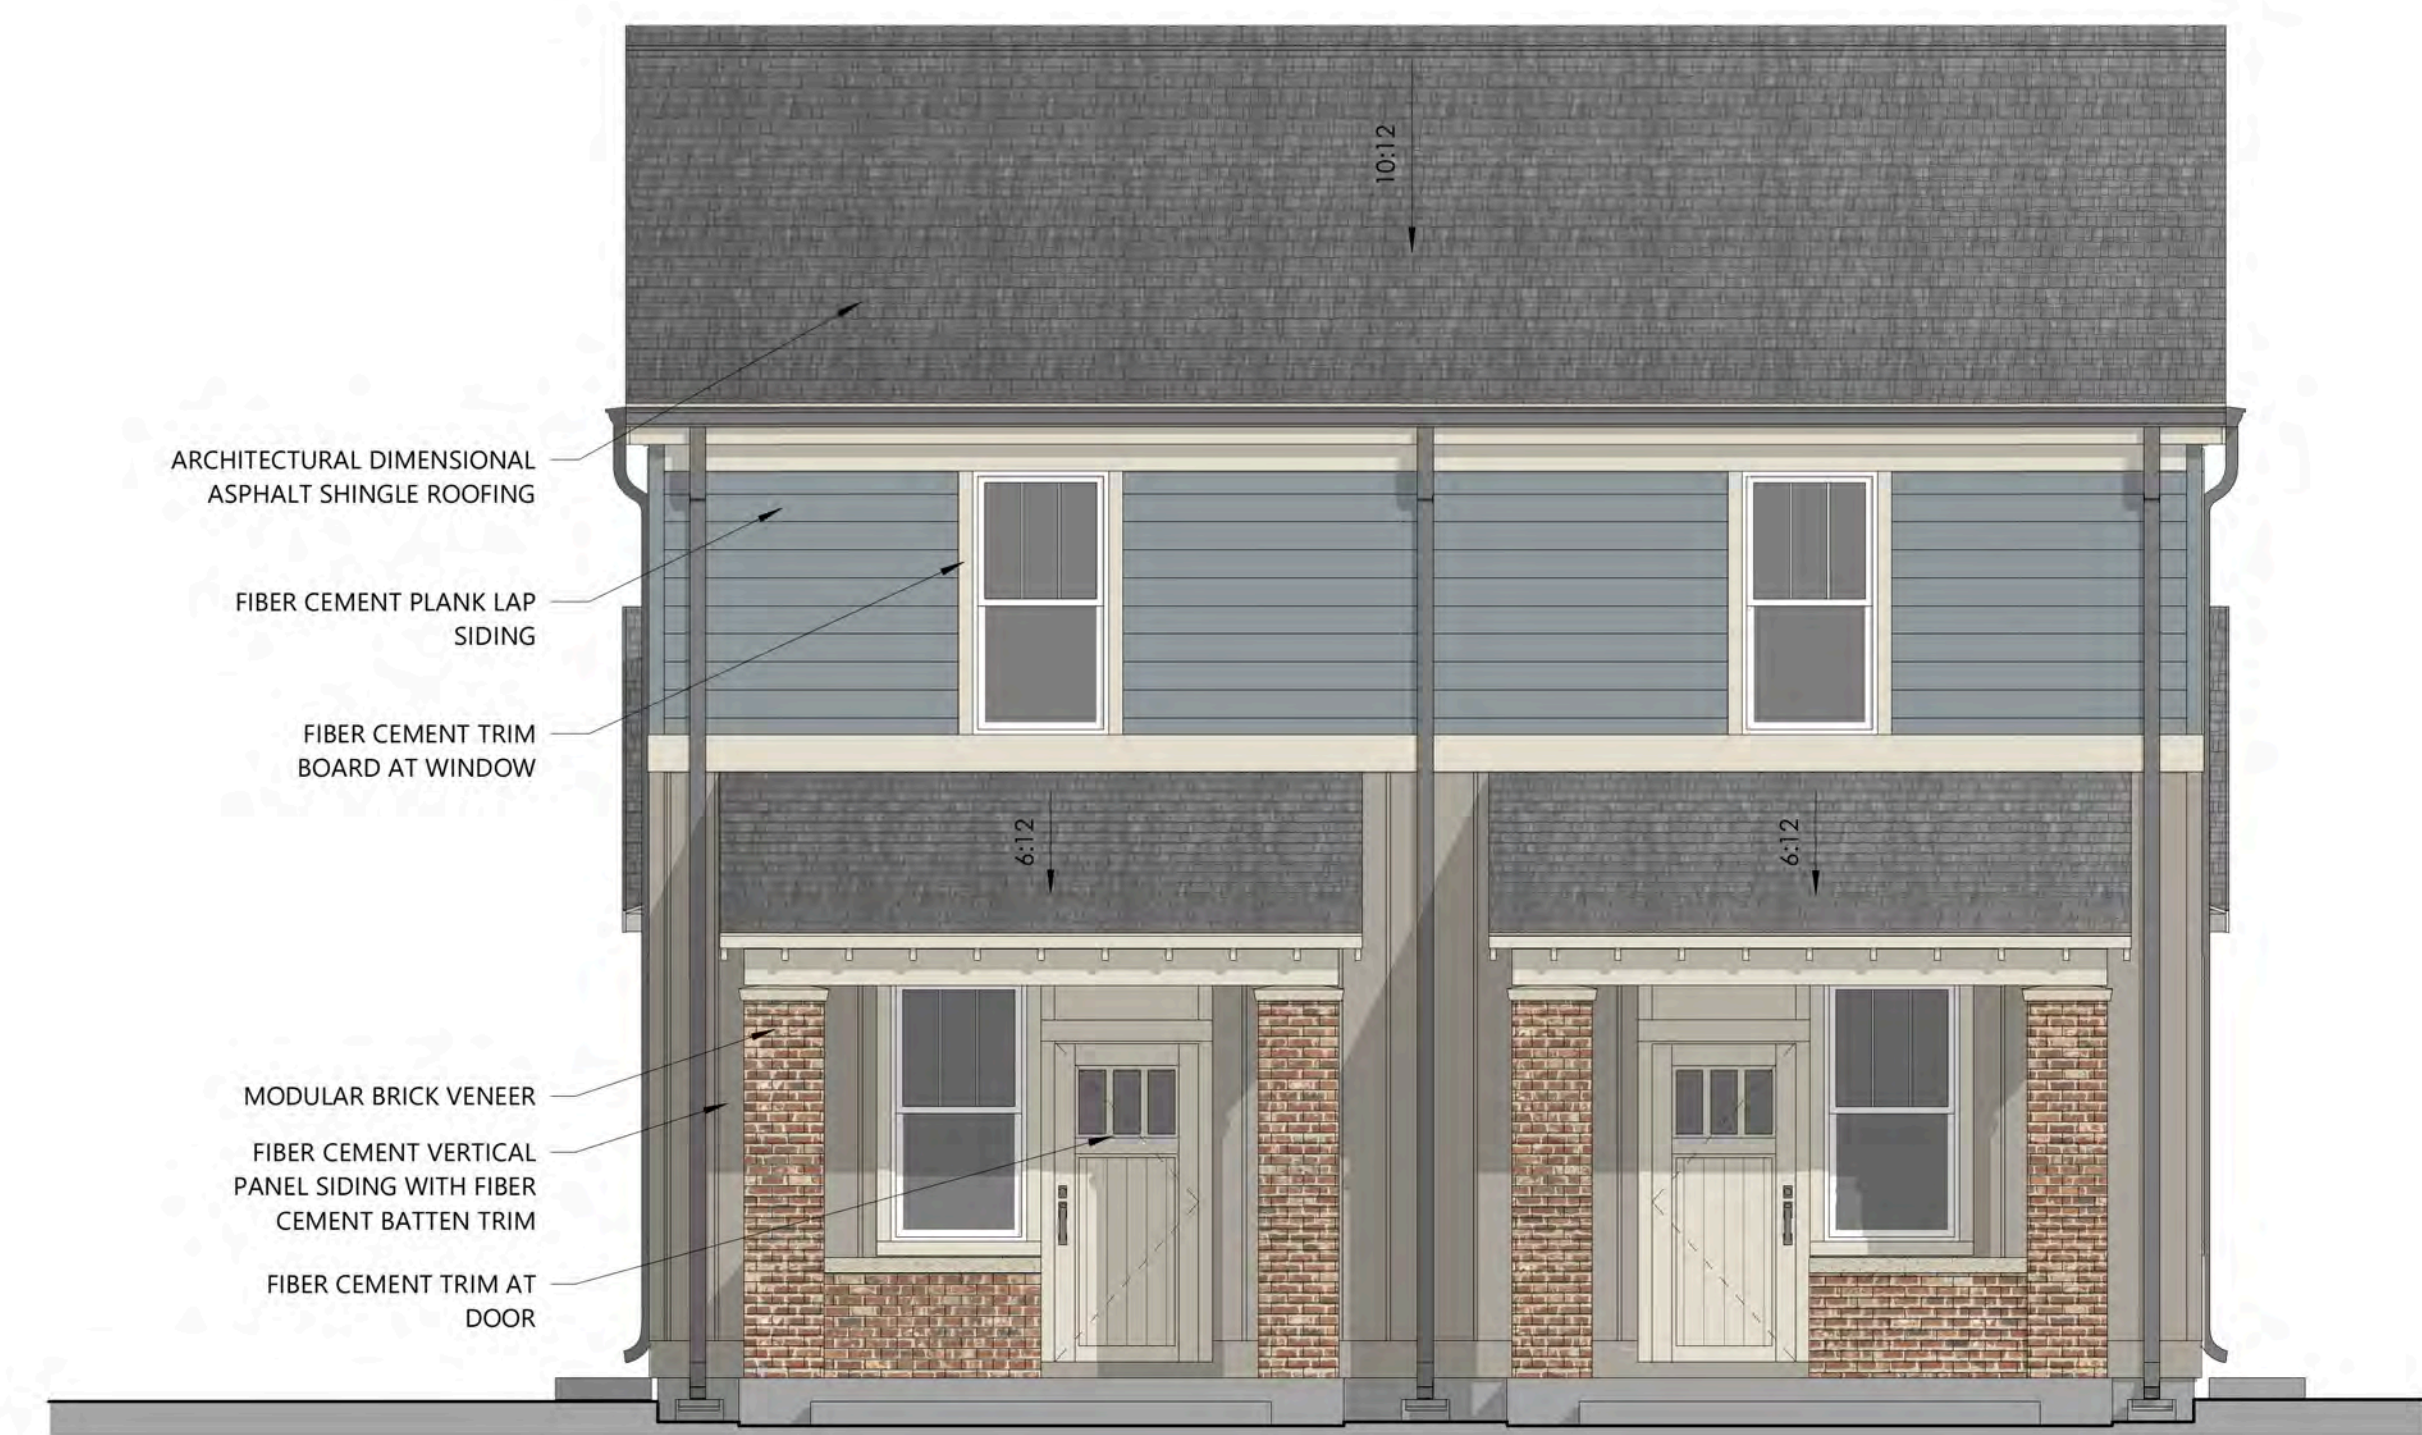 10:12
ARCHITECTURAL DIMENSIONAL
ASPHALT SHINGLE ROOFING
FIBER CEMENT PLANK LAP
SIDING
FIBER CEMENT TRIM
BOARD AT WINDOW
6:12
6:12
MODULAR BRICK VENEER
FIBER CEMENT VERTICAL
PANEL SIDING WITH FIBER
CEMENT BATTEN TRIM
FIBER CEMENT TRIM AT
DOOR